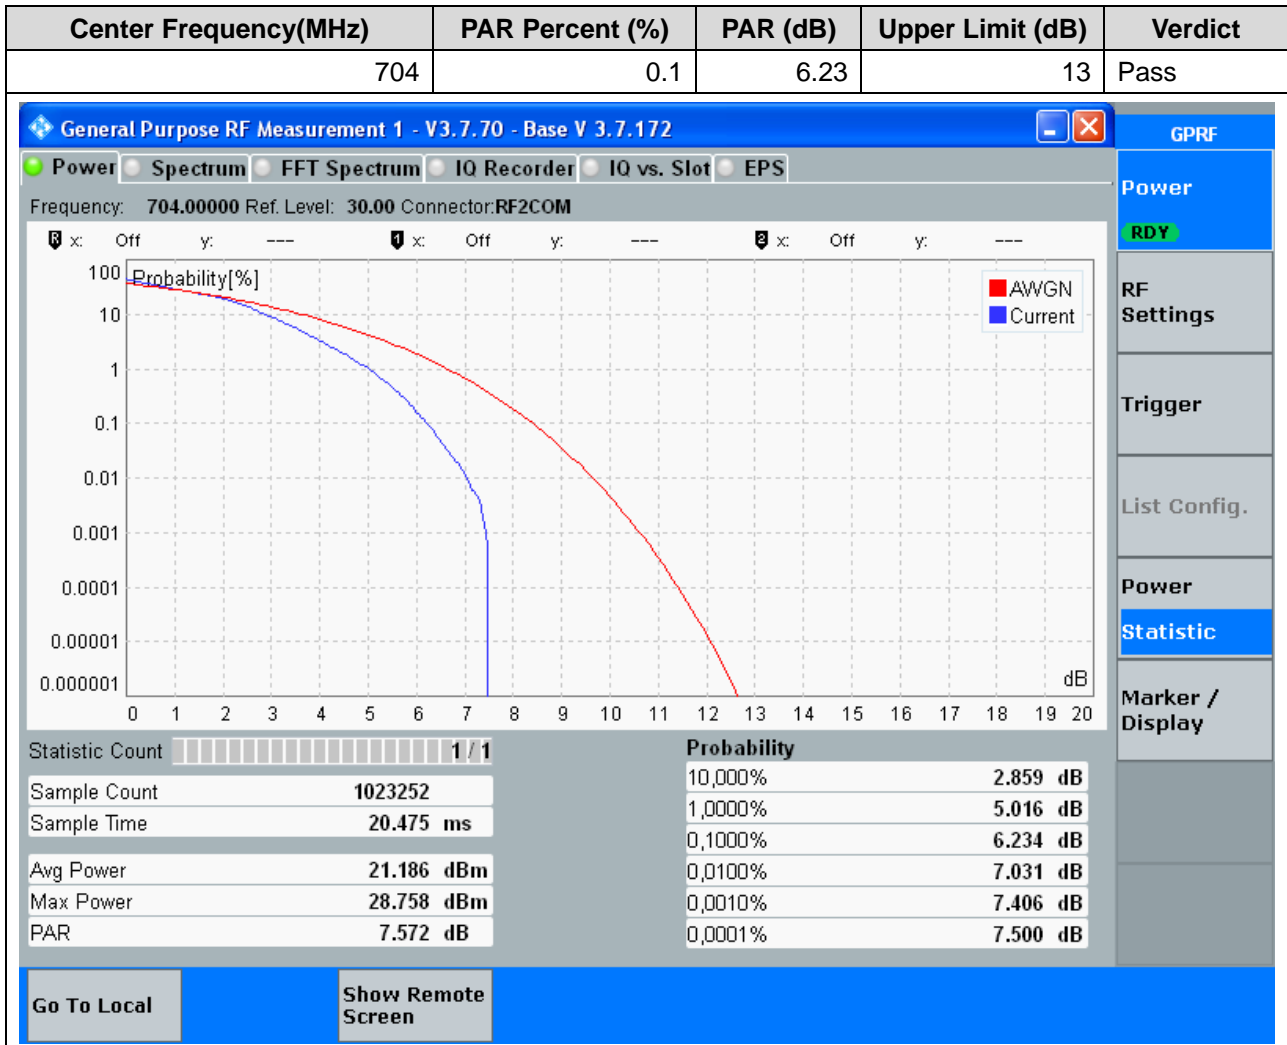 Center Frequency(MHz) PAR Percent (%) PAR (dB) Upper Limit (dB) Verdict
704 0.1 6.23 13 Pass
General Purpose RF Measurement 1 - V3.7.70 - Base V 3.7.172
GPRF
Power Spectrum FFT Spectrum IQ Recorder IQ vs. Slot EPS
Frequency: 704.00000 Ref. Level: 30.00 Connector:RF2COM
R x: Off y: --- 1 x: Off y: --- 2 x: Off y: ---
Probability[%]
AWGN
Current
100
10
1
0.1
0.01
0.001
0.0001
0.00001
0.000001
dB
0 1 2 3 4 5 6 7 8 9 10 11 12 13 14 15 16 17 18 19 20
Statistic Count 1 / 1
Sample Count 1023252
Sample Time 20.475 ms
Avg Power 21.186 dBm
Max Power 28.758 dBm
PAR 7.572 dB
Probability
10,000% 2.859 dB
1,0000% 5.016 dB
0,1000% 6.234 dB
0,0100% 7.031 dB
0,0010% 7.406 dB
0,0001% 7.500 dB
Power
RDY
RF
Settings
Trigger
List Config.
Power
Statistic
Marker /
Display
Go To Local
Show Remote
Screen